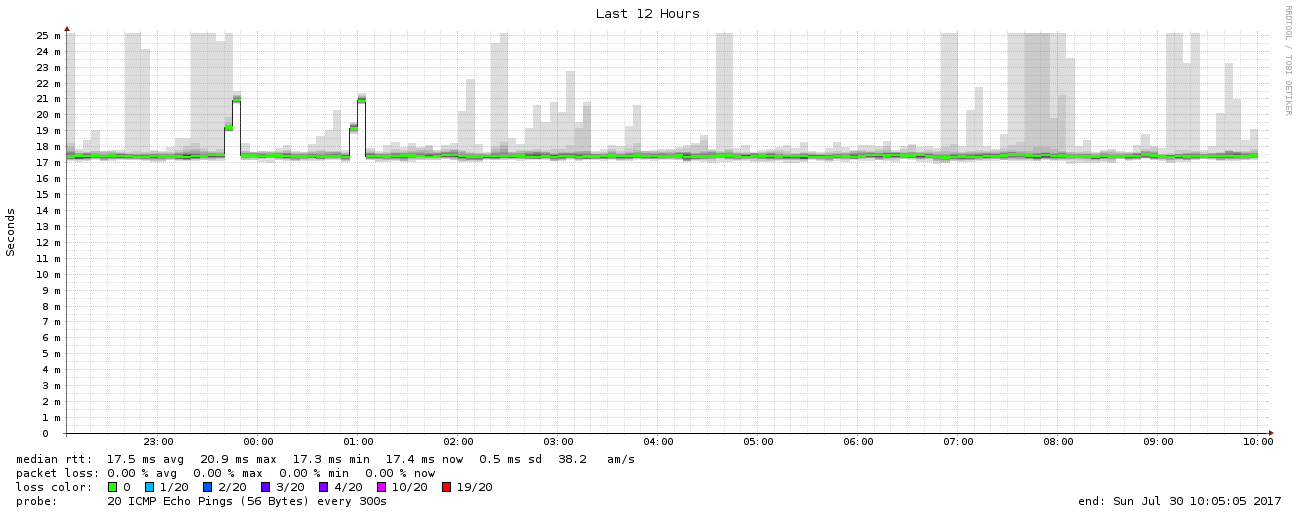 Last 12 Hours
RRDTOOL / TOBI OETIKER
25 m
24 m
23 m
22 m
21 m
20 m
19 m
18 m
17 m
16 m
15 m
14 m
13 m
12 m
11 m
10 m
9 m
8 m
7 m
6 m
5 m
4 m
3 m
2 m
1 m
0
Seconds
23:00 00:00 01:00 02:00 03:00 04:00 05:00 06:00 07:00 08:00 09:00 10:00
median rtt: 17.5 ms avg 20.9 ms max 17.3 ms min 17.4 ms now 0.5 ms sd 38.2 am/s
packet loss: 0.00 % avg 0.00 % max 0.00 % min 0.00 % now
loss color: 0 1/20 2/20 3/20 4/20 10/20 19/20
probe: 20 ICMP Echo Pings (56 Bytes) every 300s end: Sun Jul 30 10:05:05 2017